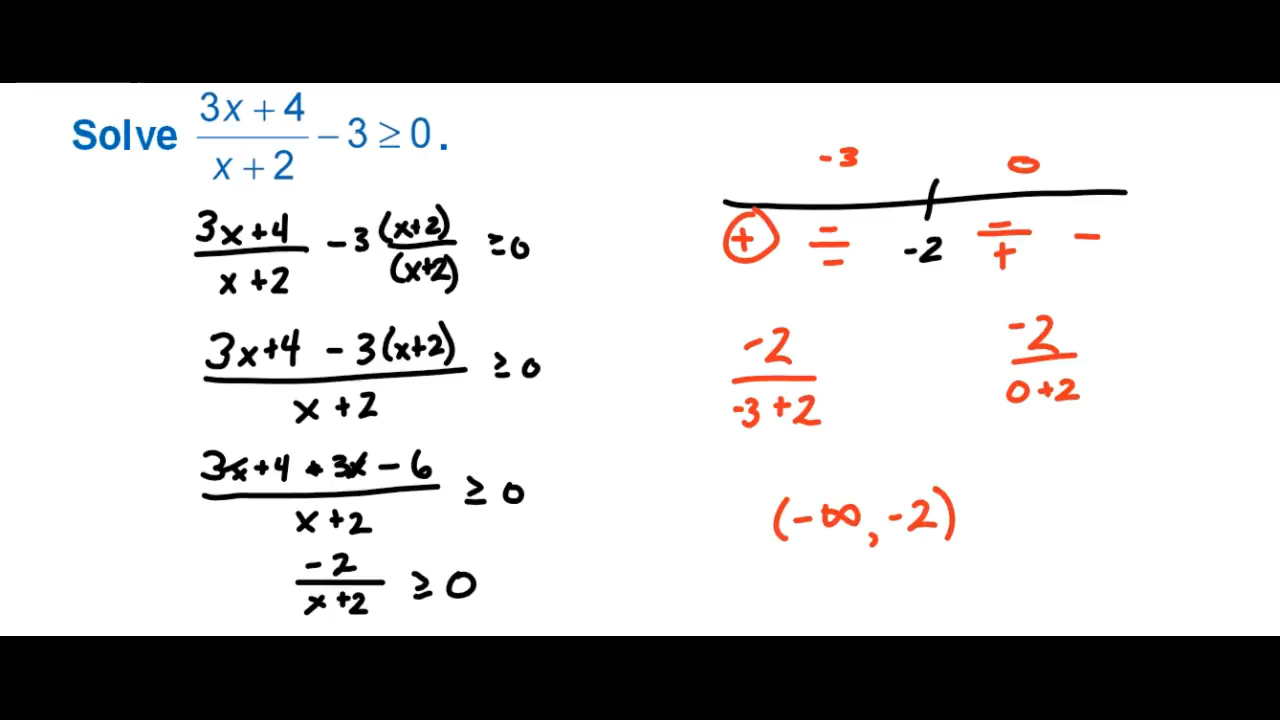 Solve (3x + 4)/(x + 2) − 3 ≥ 0.
(3x+4)/(x+2) − 3 (x+2)/(x+2) ≥ 0
(3x+4 − 3(x+2))/(x+2) ≥ 0
(3x+4 - 3x − 6)/(x+2) ≥ 0
-2/(x+2) ≥ 0
-3 0
+ -/- -2 -/+ -
-2/(-3+2) -2/(0+2)
(-∞, -2)